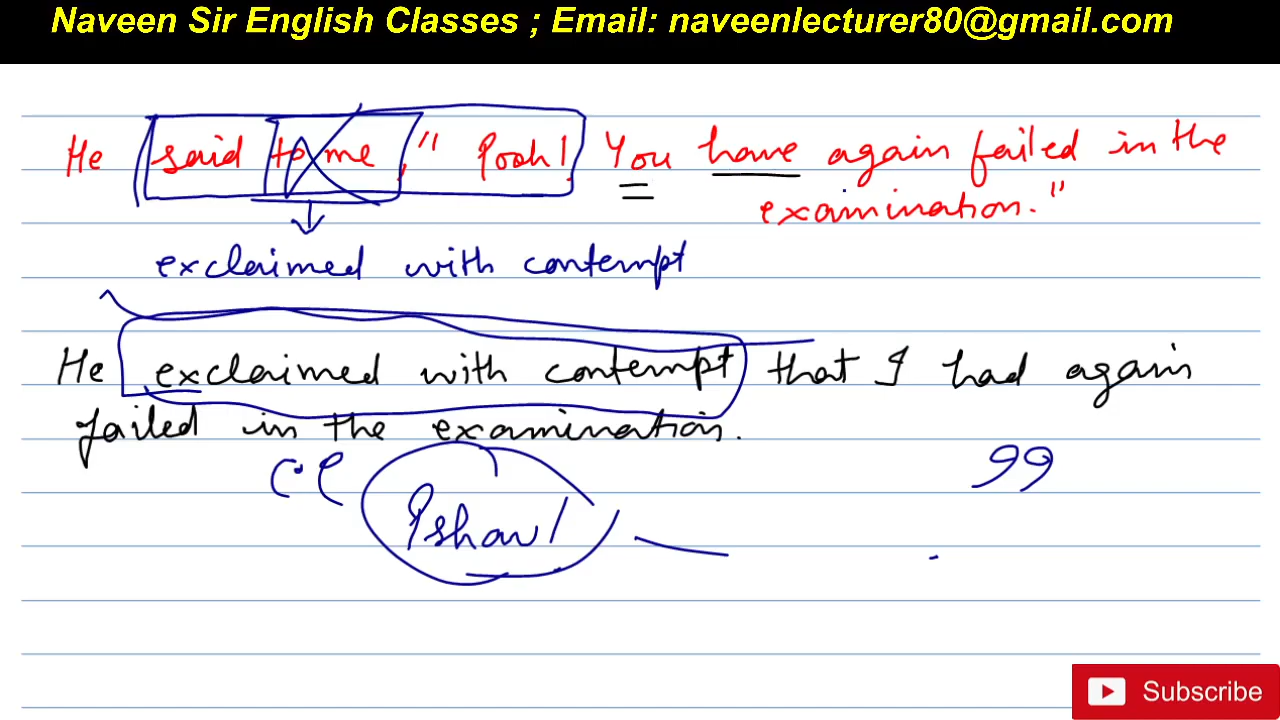 Naveen Sir English Classes ; Email: naveenlecturer80@gmail.com
He said to me, " Pooh! You have again failed in the
examination."
exclaimed with contempt
He exclaimed with contempt that I had again
failed in the examination.
“ Pshaw! — ”
Subscribe